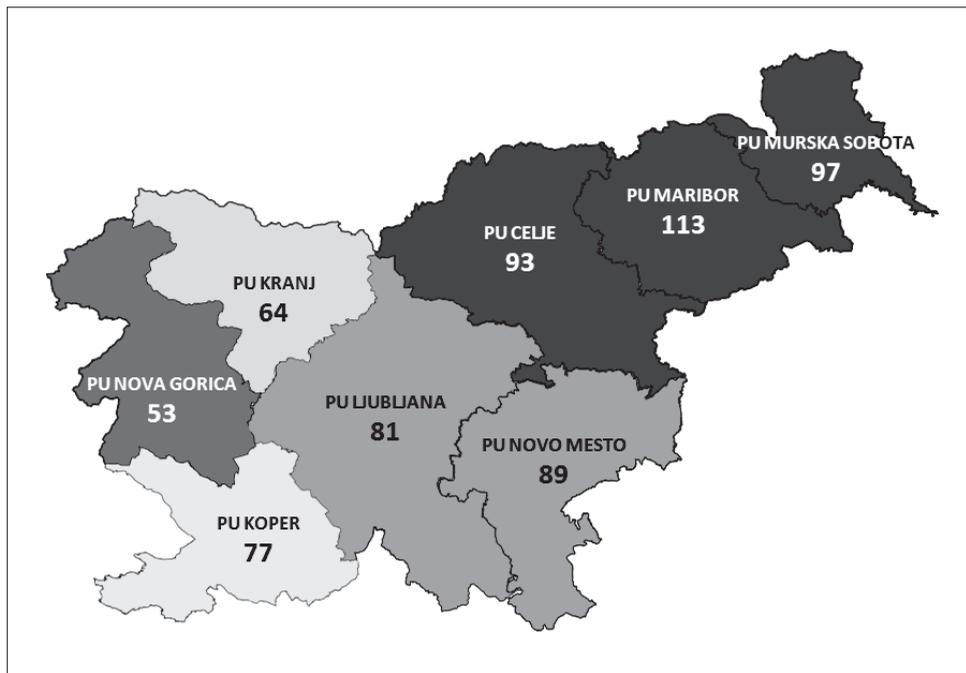 PU MURSKA SOBOTA
97
PU MARIBOR
113
PU CELJE
93
PU KRANJ
64
PU NOVA GORICA
53
PU LJUBLJANA
81
PU NOVO MESTO
89
PU KOPER
77